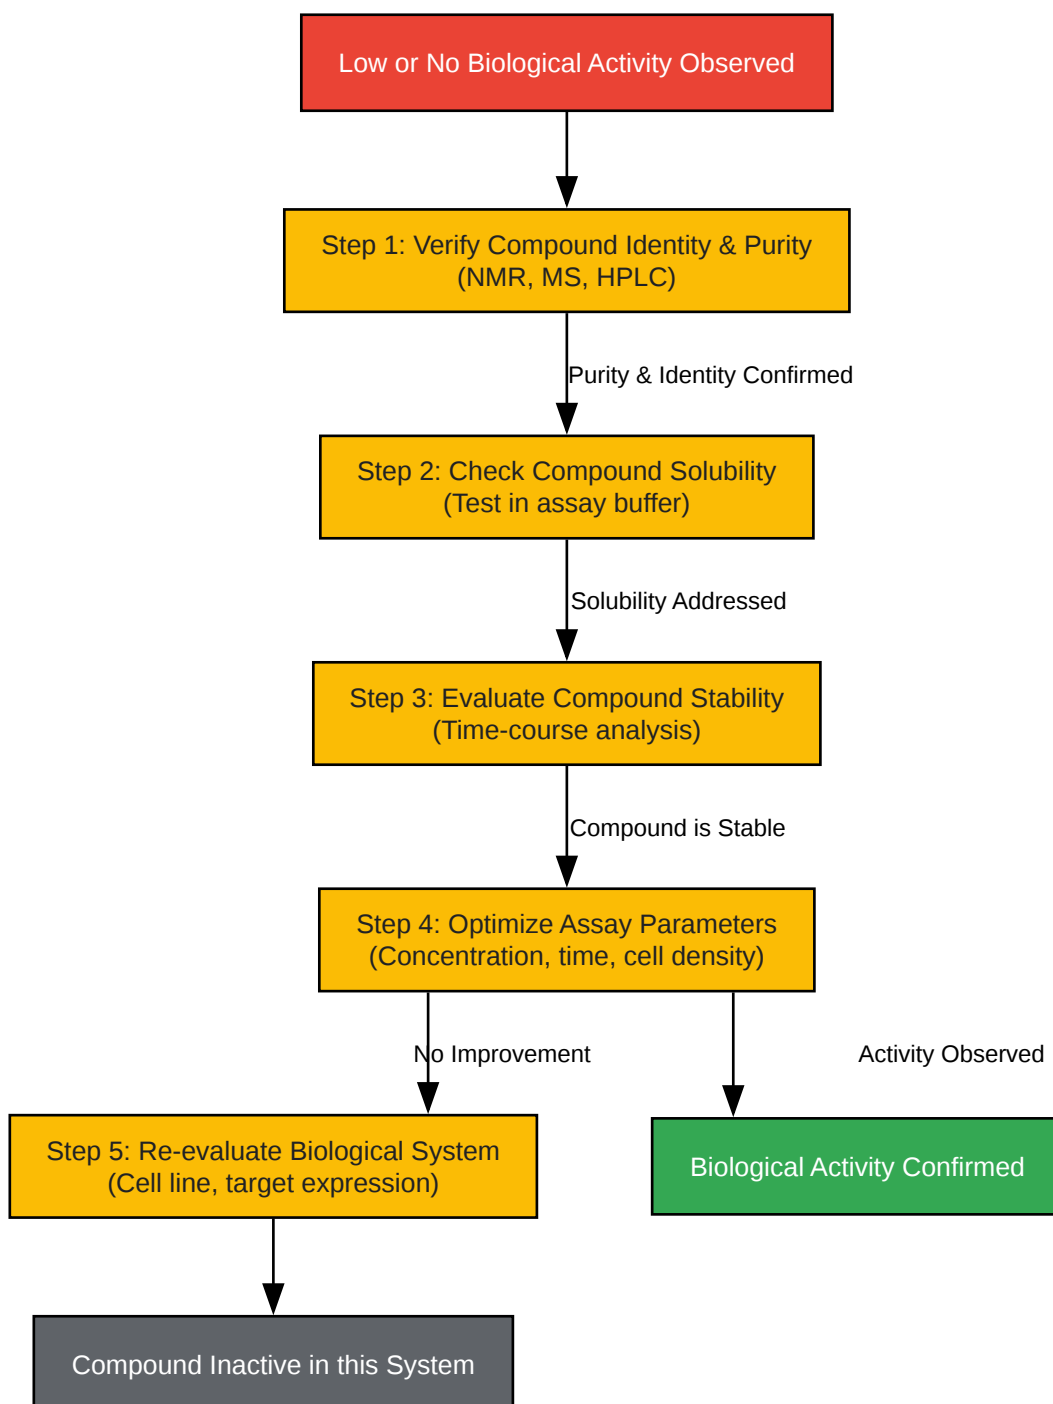 Low or No Biological Activity Observed
Step 1: Verify Compound Identity & Purity
(NMR, MS, HPLC)
Purity & Identity Confirmed
Step 2: Check Compound Solubility
(Test in assay buffer)
Solubility Addressed
Step 3: Evaluate Compound Stability
(Time-course analysis)
Compound is Stable
Step 4: Optimize Assay Parameters
(Concentration, time, cell density)
No Improvement
Activity Observed
Step 5: Re-evaluate Biological System
(Cell line, target expression)
Biological Activity Confirmed
Compound Inactive in this System